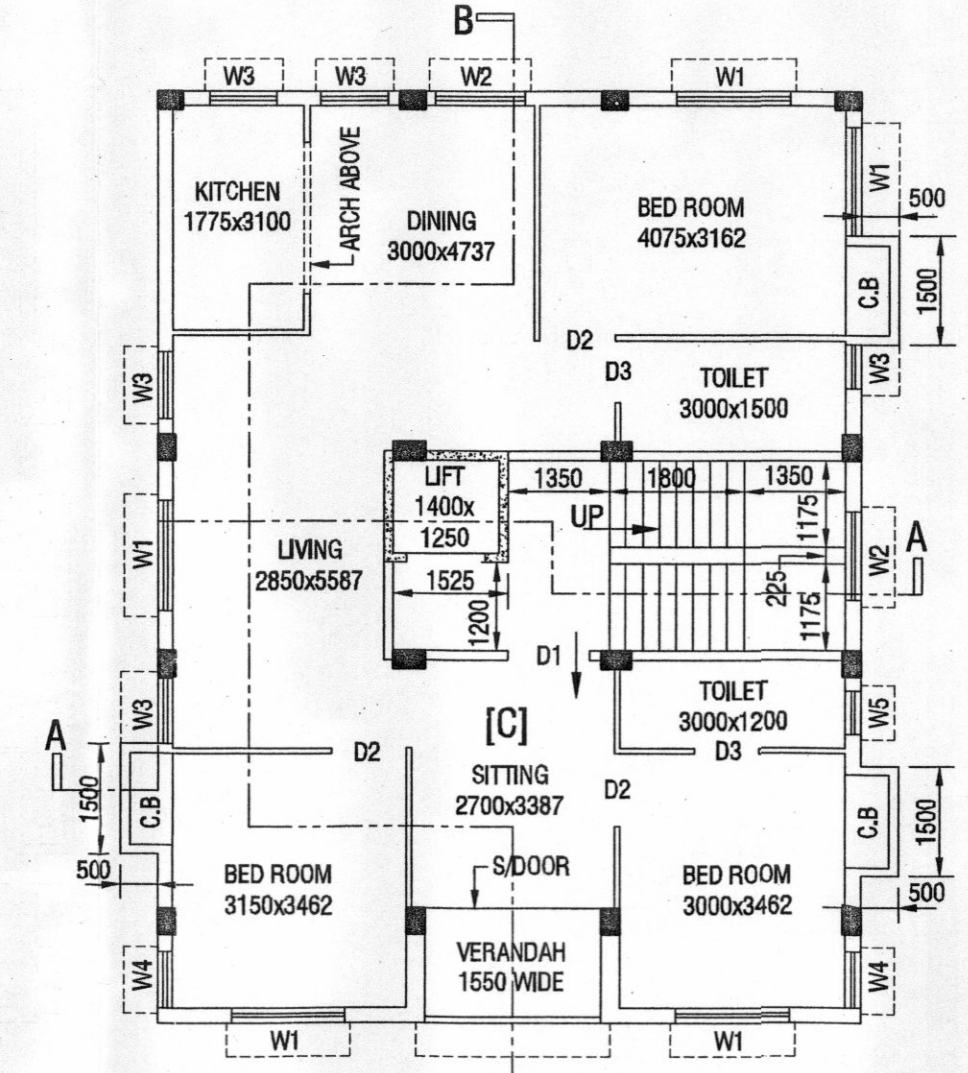 B
W3
W3
W2
W1
KITCHEN
1775x3100
ARCH ABOVE
DINING
3000x4737
BED ROOM
4075x3162
W1
500
C.B
1500
D2
D3
TOILET
3000x1500
W3
W3
LIFT
1400x
1250
1350
1800
1350
UP
1175
225
1175
W1
LIVING
2850x5587
1525
1200
W2
A
D1
W3
[C]
TOILET
3000x1200
W5
A
D2
D3
SITTING
2700x3387
D2
1500
C.B
C.B
1500
500
BED ROOM
3150x3462
S/DOOR
BED ROOM
3000x3462
500
VERANDAH
1550 WIDE
W4
W4
W1
W1